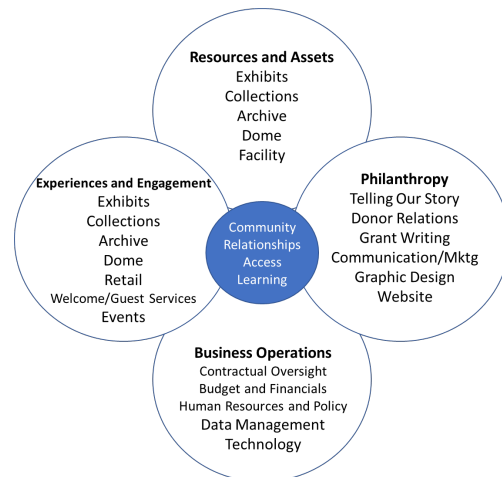 Resources and Assets
Exhibits
Collections
Archive
Dome
Facility
Experiences and Engagement
Exhibits
Collections
Archive
Dome
Retail
Welcome/Guest Services
Events
Community
Relationships
Access
Learning
Philanthropy
Telling Our Story
Donor Relations
Grant Writing
Communication/Mktg
Graphic Design
Website
Business Operations
Contractual Oversight
Budget and Financials
Human Resources and Policy
Data Management
Technology